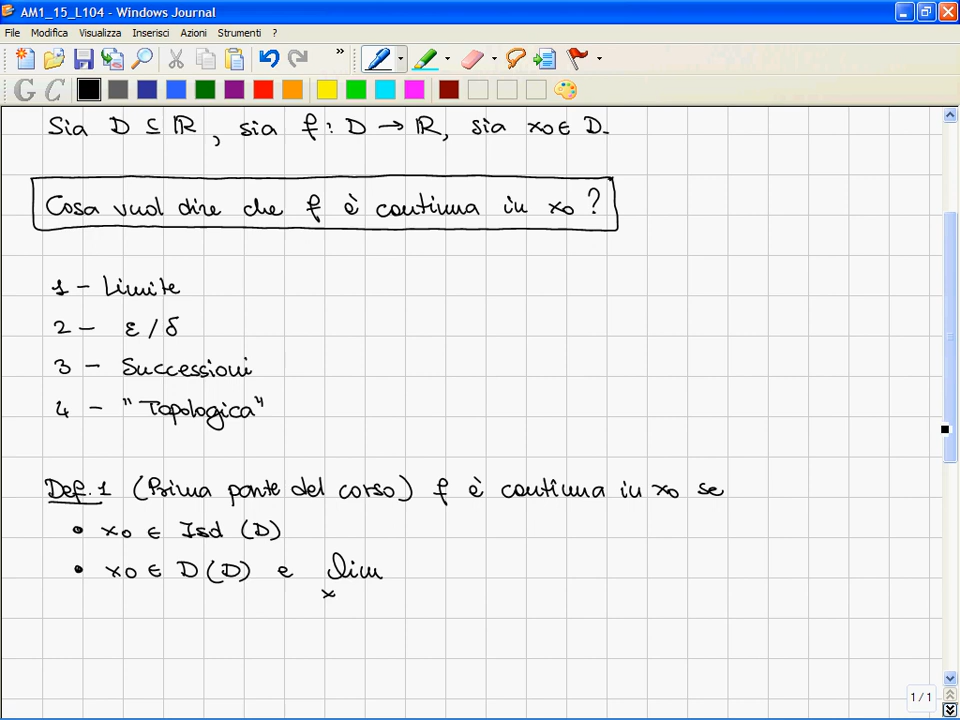 AM1_15_L104 - Windows Journal
File Modifica Visualizza Inserisci Azioni Strumenti ?
»
G C
Sia D ⊆ ℝ, sia f : D → ℝ, sia x0 ∈ D.
Cosa vuol dire che f è continua in x0 ?
1 - Limite
2 - ε / δ
3 - Successioni
4 - "Topologica"
Def. 1 (Prima parte del corso) f è continua in x0 se
• x0 ∈ Isol (D)
• x0 ∈ D (D) e lim
x
1 / 1